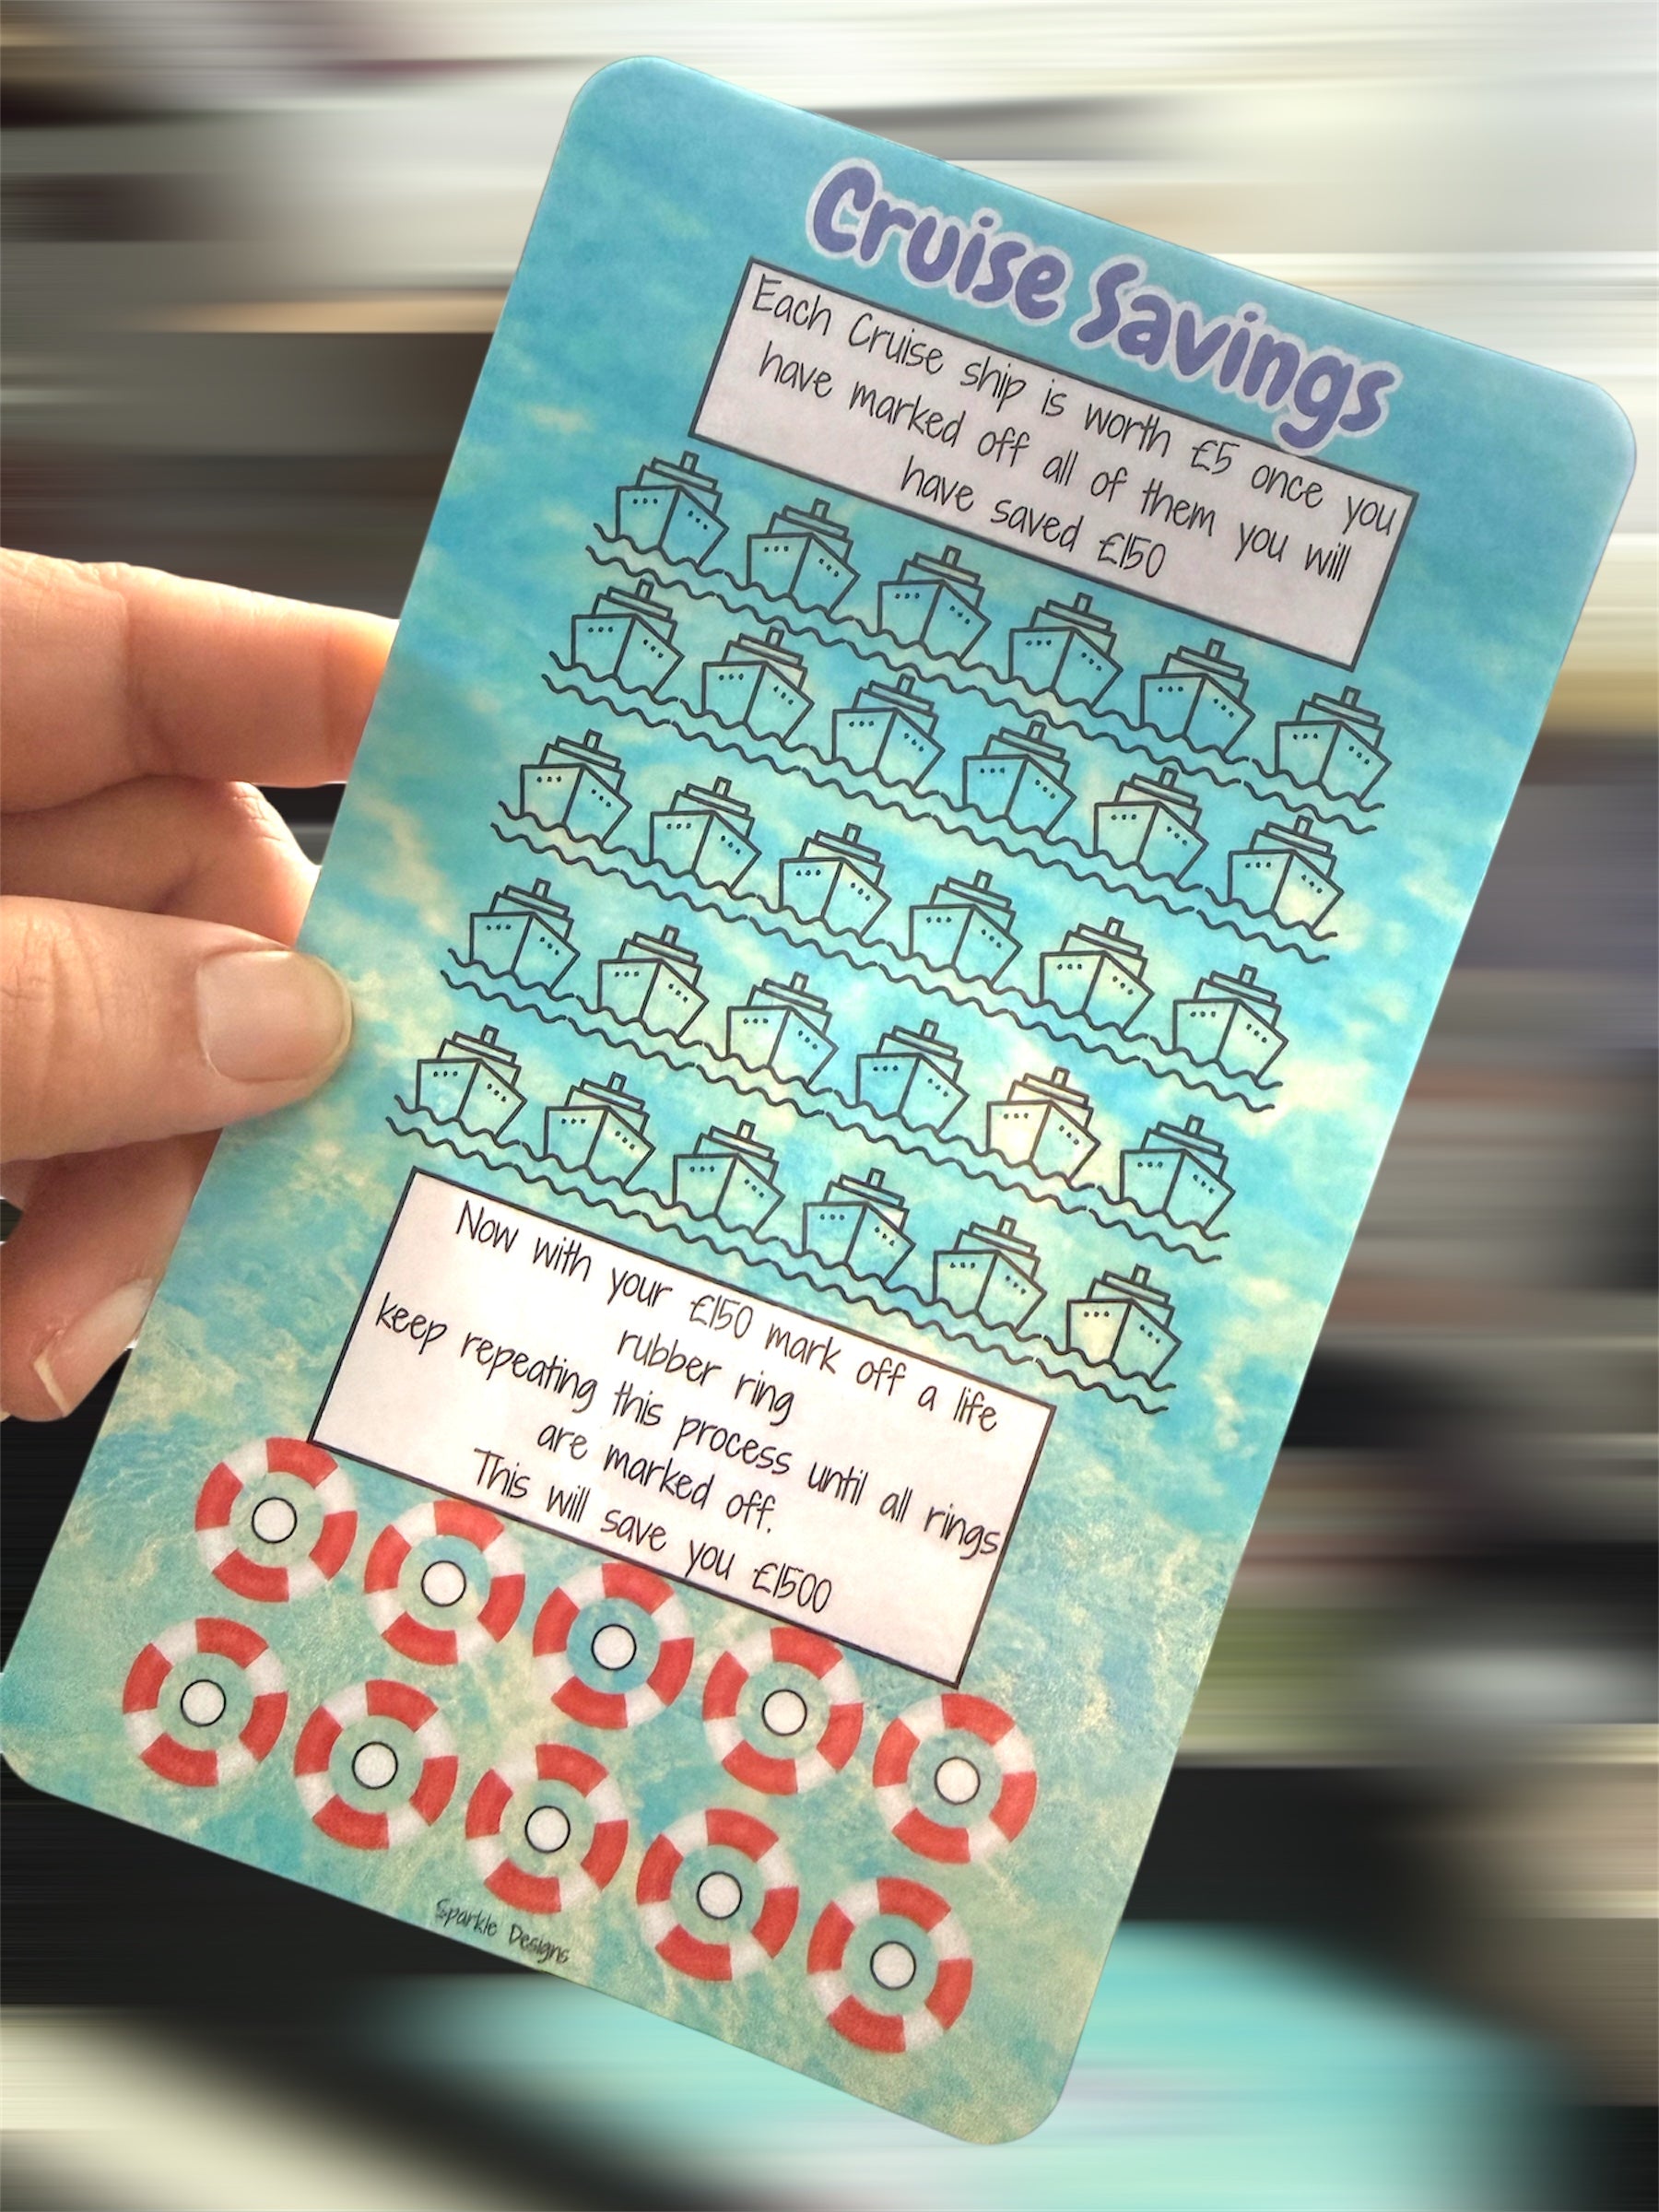 Cruise Savings
Each Cruise ship is worth £5 once you
have marked off all of them you will
have saved £150
Now with your £150 mark off a life
rubber ring
keep repeating this process until all rings
are marked off.
This will save you £1500
Sparkle Designs